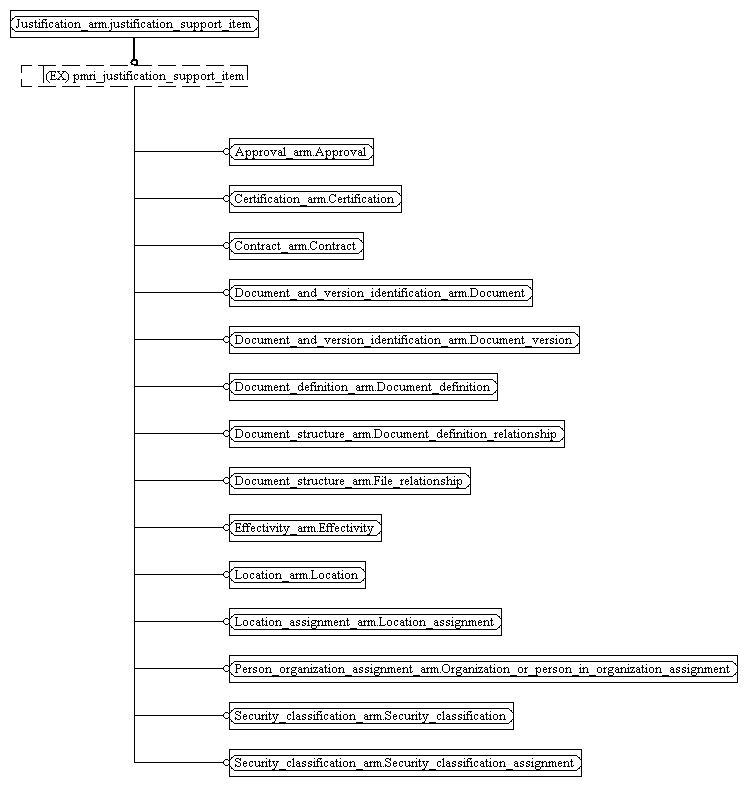 Justification_arm.justification_support_item
(EX) pmri_justification_support_item
Approval_arm.Approval
Certification_arm.Certification
Contract_arm.Contract
Document_and_version_identification_arm.Document
Document_and_version_identification_arm.Document_version
Document_definition_arm.Document_definition
Document_structure_arm.Document_definition_relationship
Document_structure_arm.File_relationship
Effectivity_arm.Effectivity
Location_arm.Location
Location_assignment_arm.Location_assignment
Person_organization_assignment_arm.Organization_or_person_in_organization_assignment
Security_classification_arm.Security_classification
Security_classification_arm.Security_classification_assignment